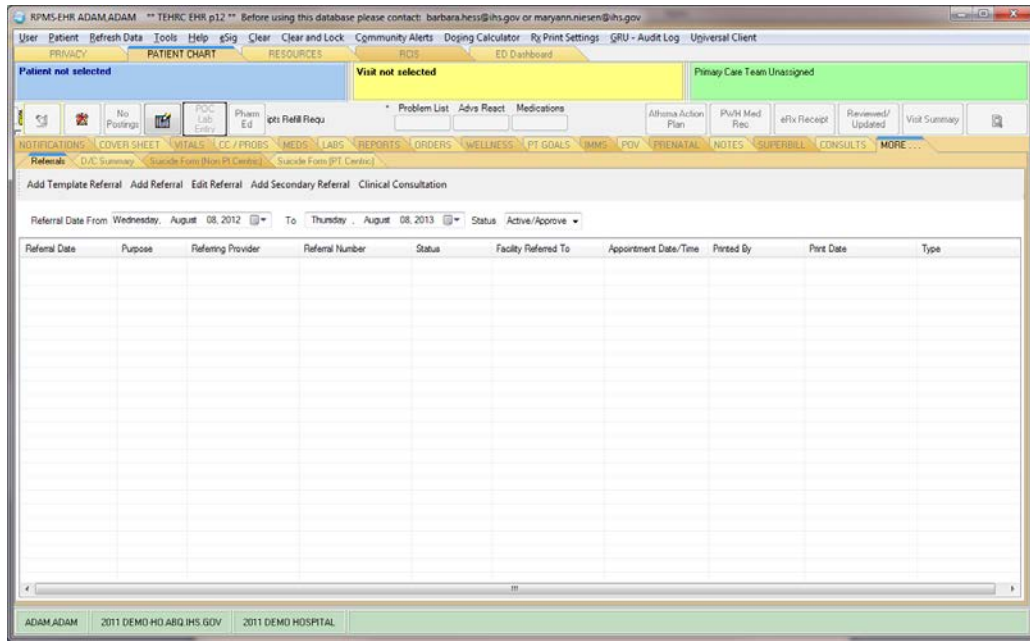 RPMS-EHR ADAM,ADAM ** TEHRC EHR p12 ** Before using this database please contact: barbara.hess@ihs.gov or maryann.niesen@ihs.gov
User Patient Refresh Data Tools Help eSig Clear Clear and Lock Community Alerts Dosing Calculator Rx Print Settings GRU - Audit Log Universal Client
PRIVACY PATIENT CHART RESOURCES RCIS ED Dashboard
Patient not selected Visit not selected Primary Care Team Unassigned
No Postings POC Lab Entry Pham Ed ipts Refill Requ * Problem List Advs React Medications Asthma Action Plan PWH Med Rec eRx Receipt Reviewed/ Updated Visit Summary
NOTIFICATIONS COVER SHEET VITALS CC / PROBS MEDS LABS REPORTS ORDERS WELLNESS PT GOALS IMMS POV PRENATAL NOTES SUPERBILL CONSULTS MORE ...
Referrals D/C Summary Suicide Form [Non Pt Centric] Suicide Form [PT. Centric]
Add Template Referral Add Referral Edit Referral Add Secondary Referral Clinical Consultation
Referral Date From Wednesday, August 08, 2012 To Thursday , August 08, 2013 Status Active/Approve
Referral Date Purpose Referring Provider Referral Number Status Facility Referred To Appointment Date/Time Printed By Print Date Type
ADAM,ADAM 2011 DEMO-HO.ABQ.IHS.GOV 2011 DEMO HOSPITAL